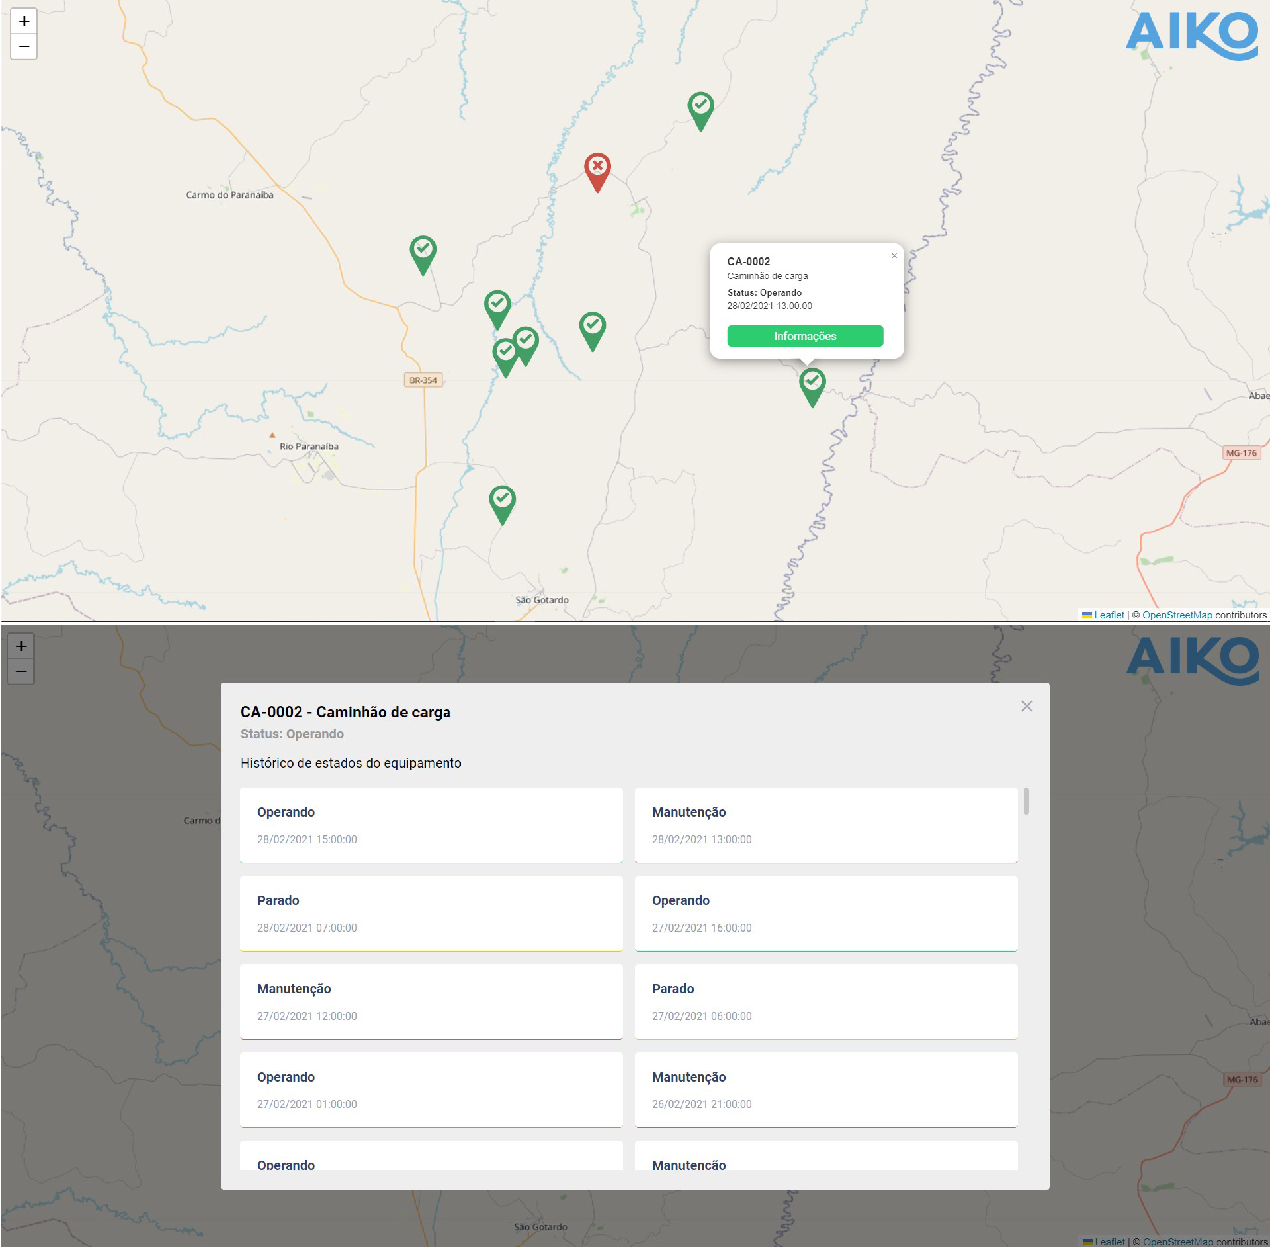 +
−
AIKO
Carmo do Paranaíba
CA-0002
×
Caminhão de carga
Status: Operando
28/02/2021 13:00:00
Informações
BR-354
Abae
Rio Paranaíba
MG-176
São Gotardo
Leaflet | © OpenStreetMap contributors
+
−
AIKO
CA-0002 - Caminhão de carga
Status: Operando
Histórico de estados do equipamento
Carmo d
Operando
28/02/2021 15:00:00
Manutenção
28/02/2021 13:00:00
Parado
28/02/2021 07:00:00
Operando
27/02/2021 16:00:00
Manutenção
27/02/2021 12:00:00
Parado
27/02/2021 06:00:00
Abae
Operando
27/02/2021 01:00:00
Manutenção
26/02/2021 21:00:00
MG-176
Operando
Manutenção
São Gotardo
Leaflet | © OpenStreetMap contributors